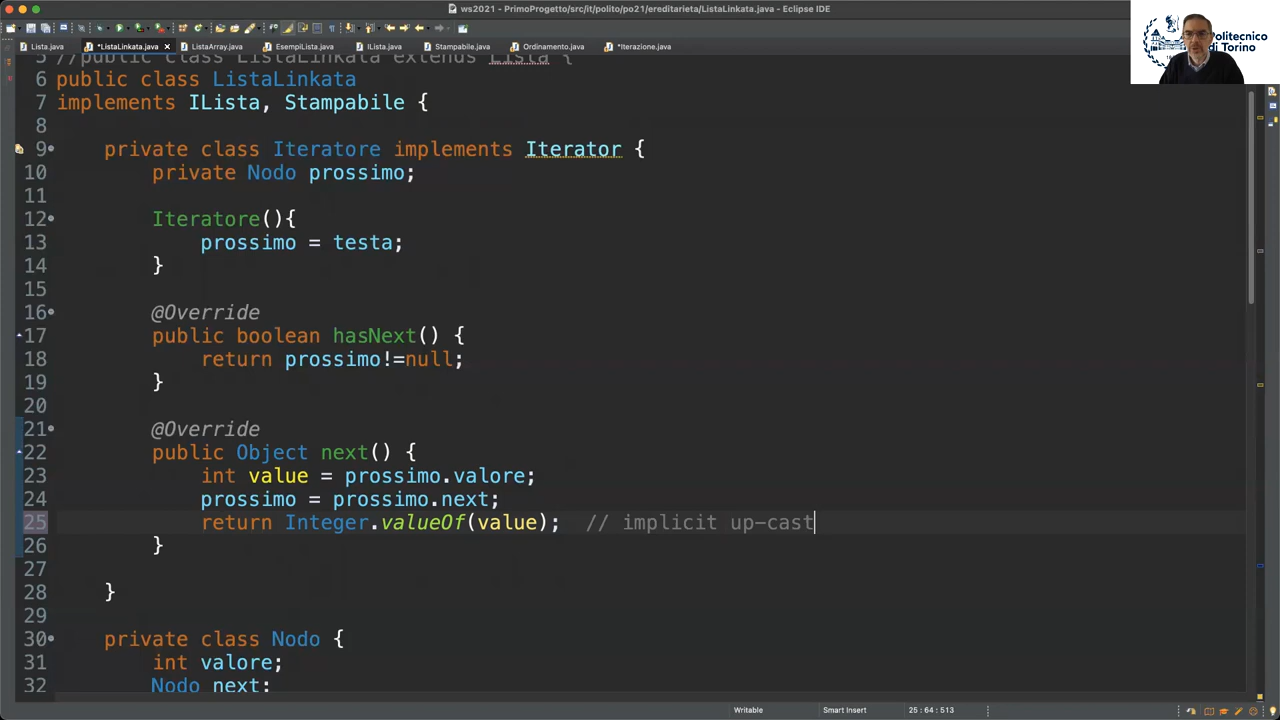 ws2021 - PrimoProgetto/src/it/polito/po21/ereditarieta/ListaLinkata.java - Eclipse IDE
Lista.java
*ListaLinkata.java
ListaArray.java
EsempiLista.java
ILista.java
Stampabile.java
Ordinamento.java
*Iterazione.java
olitecnico
di Torino
5 //public class ListaLinkata extends Lista {
6 public class ListaLinkata
7 implements ILista, Stampabile {
8
9 private class Iteratore implements Iterator {
10 private Nodo prossimo;
11
12 Iteratore(){
13 prossimo = testa;
14 }
15
16 @Override
17 public boolean hasNext() {
18 return prossimo!=null;
19 }
20
21 @Override
22 public Object next() {
23 int value = prossimo.valore;
24 prossimo = prossimo.next;
25 return Integer.valueOf(value); // implicit up-cast
26 }
27
28 }
29
30 private class Nodo {
31 int valore;
32 Nodo next;
Writable
Smart Insert
25 : 64 : 513